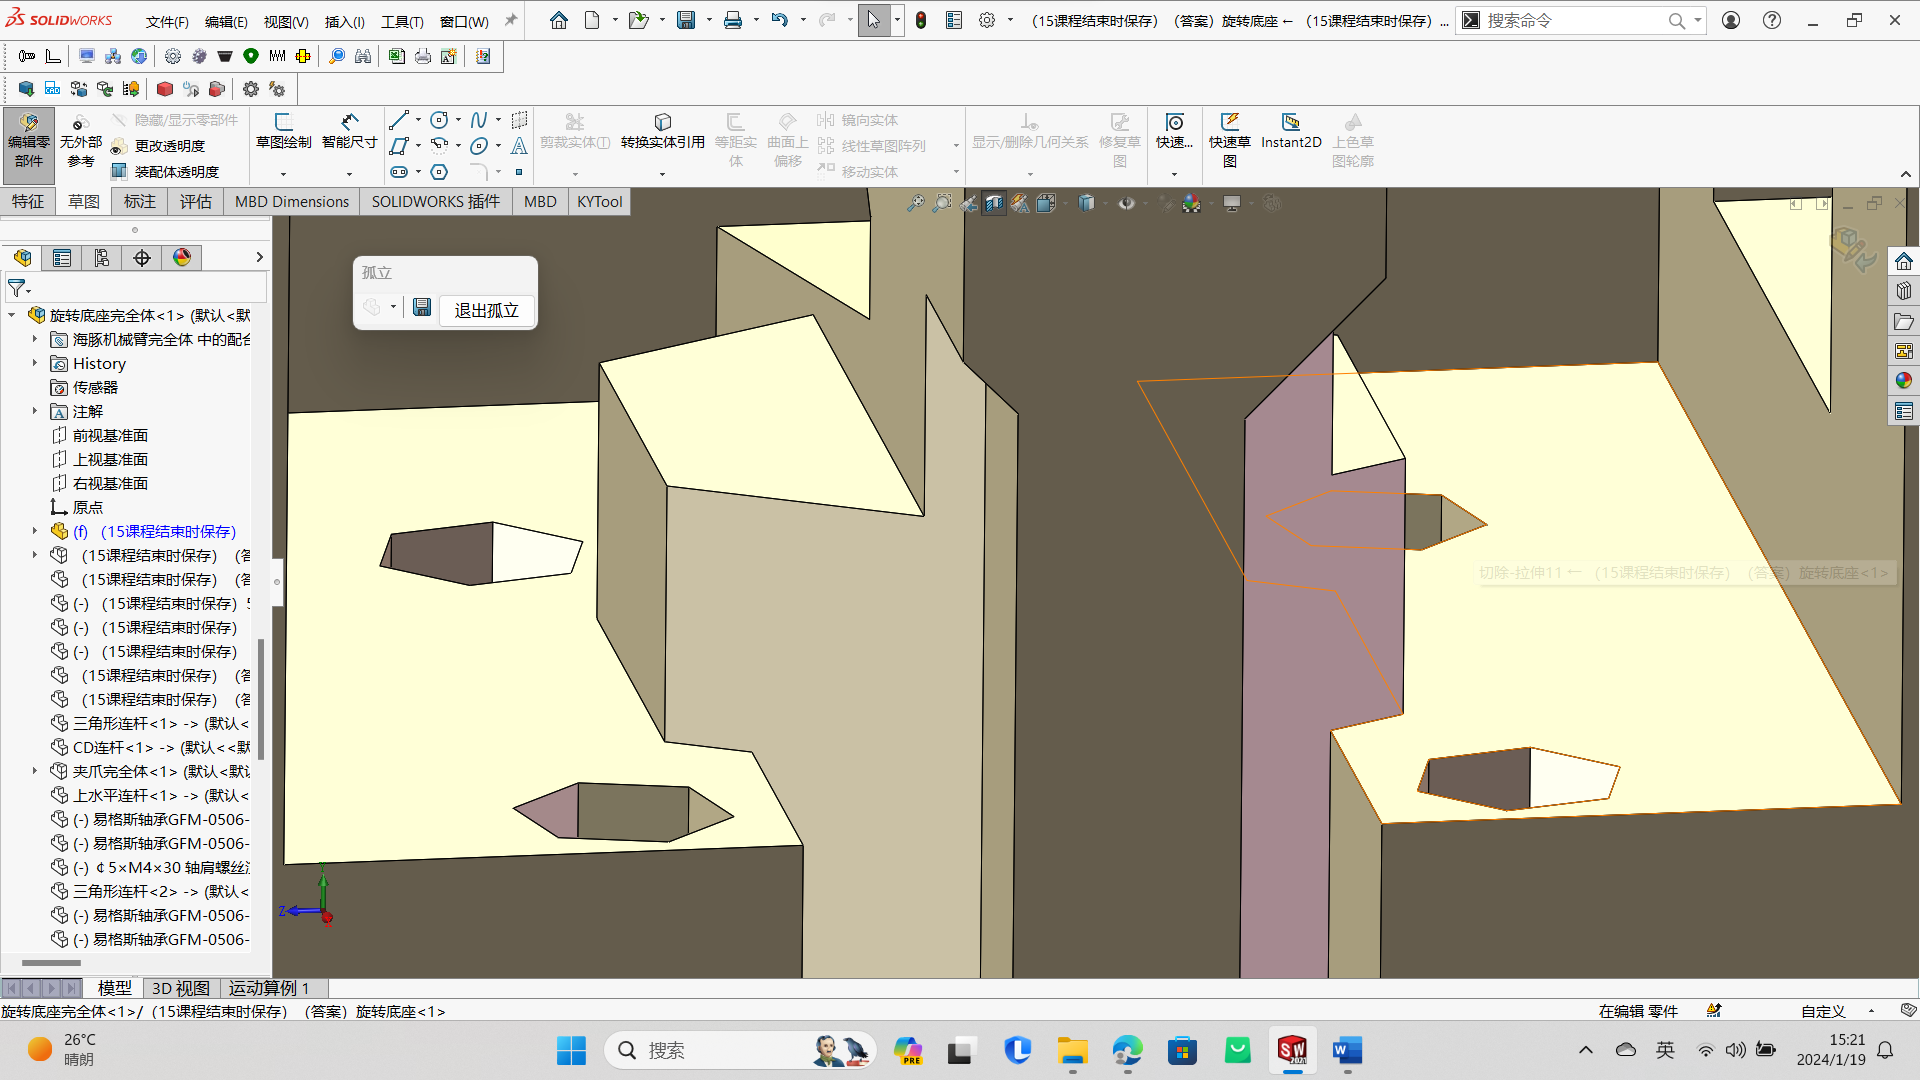 SOLIDWORKS 文件(F) 编辑(E) 视图(V) 插入(I) 工具(T) 窗口(W) （15课程结束时保存）（答案）旋转底座 ← （15课程结束时保存）... 搜索命令
编辑零部件 无外部参考 隐藏/显示零部件 更改透明度 装配体透明度 草图绘制 智能尺寸 剪裁实体(T) 转换实体引用 等距实体 曲面上偏移 镜向实体 线性草图阵列 移动实体 显示/删除几何关系 修复草图 快速... 快速草图 Instant2D 上色草图轮廓
特征 草图 标注 评估 MBD Dimensions SOLIDWORKS 插件 MBD KYTool
孤立
退出孤立
旋转底座完全体<1> (默认<默
海豚机械臂完全体 中的配合
History
传感器
注解
前视基准面
上视基准面
右视基准面
原点
(f) （15课程结束时保存）
（15课程结束时保存）（答
（15课程结束时保存）（答
(-) （15课程结束时保存）5
(-) （15课程结束时保存）
(-) （15课程结束时保存）
（15课程结束时保存）（答
（15课程结束时保存）（答
三角形连杆<1> -> (默认<
CD连杆<1> -> (默认<<默
夹爪完全体<1> (默认<默认
上水平连杆<1> -> (默认<
(-) 易格斯轴承GFM-0506-
(-) 易格斯轴承GFM-0506-
(-) ¢5×M4×30 轴肩螺丝
三角形连杆<2> -> (默认<
(-) 易格斯轴承GFM-0506-
(-) 易格斯轴承GFM-0506-
切除-拉伸11 ← （15课程结束时保存）（答案）旋转底座<1>
Z
模型 3D 视图 运动算例 1
旋转底座完全体<1>/（15课程结束时保存）（答案）旋转底座<1> 在编辑 零件 自定义
26°C
晴朗
搜索
PRE
英
15:21
2024/1/19